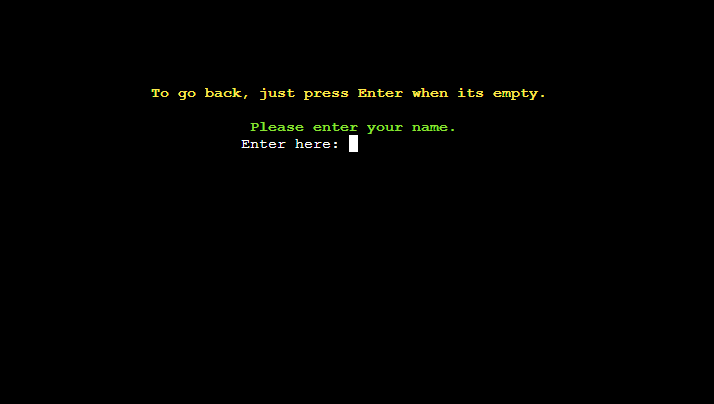 To go back, just press Enter when its empty.
Please enter your name.
Enter here: